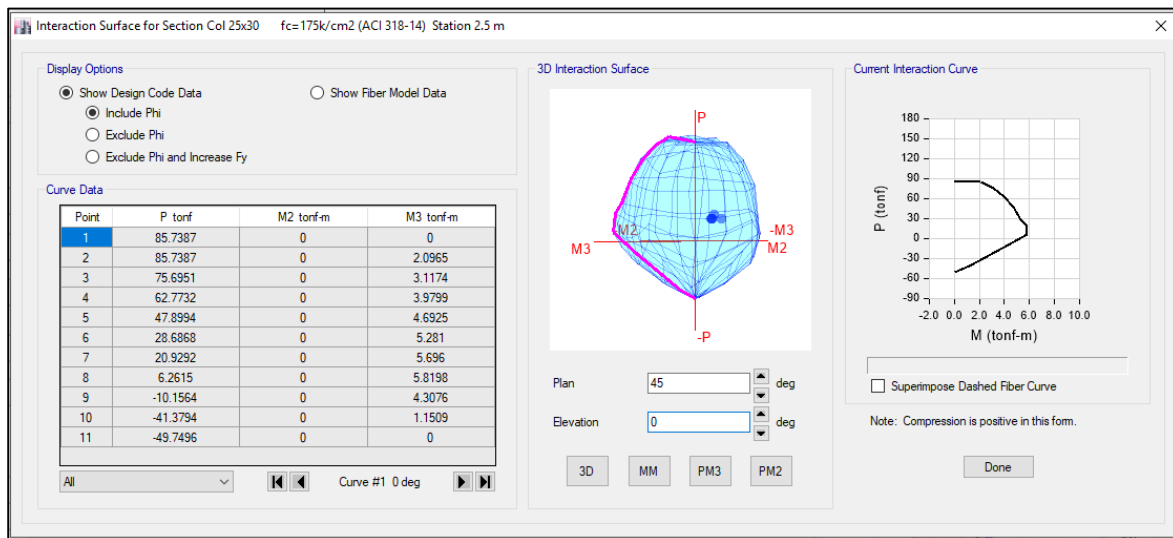 Interaction Surface for Section Col 25x30 fc=175k/cm2 (ACI 318-14) Station 2.5 m
Display Options
Show Design Code Data
Show Fiber Model Data
Include Phi
Exclude Phi
Exclude Phi and Increase Fy
Curve Data
Point P tonf M2 tonf-m M3 tonf-m
1 85.7387 0 0
2 85.7387 0 2.0965
3 75.6951 0 3.1174
4 62.7732 0 3.9799
5 47.8994 0 4.6925
6 28.6868 0 5.281
7 20.9292 0 5.696
8 6.2615 0 5.8198
9 -10.1564 0 4.3076
10 -41.3794 0 1.1509
11 -49.7496 0 0
All
Curve #1 0 deg
3D Interaction Surface
P
-M2
-M3
M3
M2
-P
Plan 45 deg
Elevation 0 deg
3D MM PM3 PM2
Current Interaction Curve
180
150
120
90
60
30
0
-30
-60
-90
P (tonf)
-2.0 0.0 2.0 4.0 6.0 8.0 10.0
M (tonf-m)
Superimpose Dashed Fiber Curve
Note: Compression is positive in this form.
Done